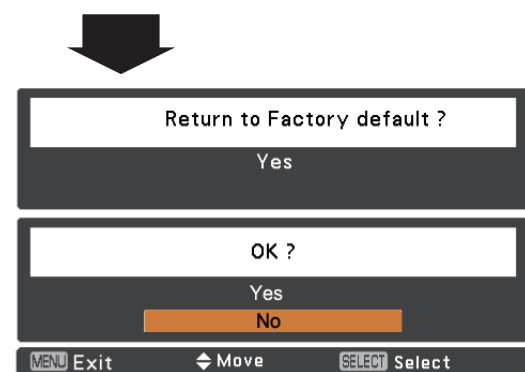 Return to Factory default ?
Yes
OK ?
Yes
No
MENU Exit Move SELECT Select